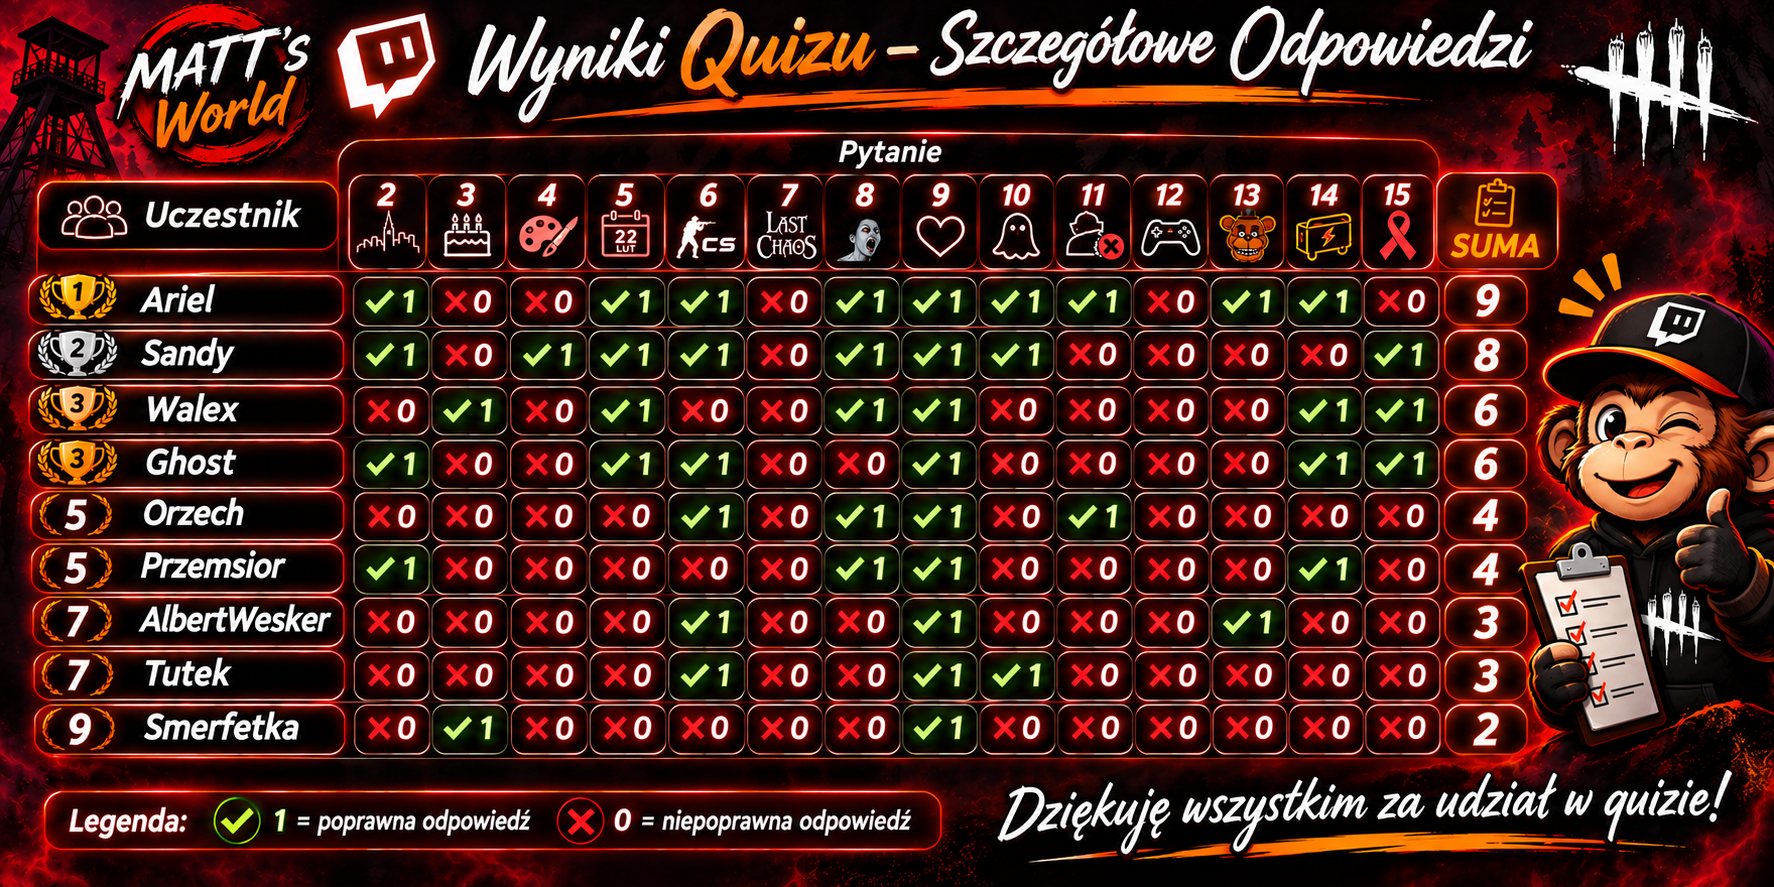 MATT'S
World
Wyniki Quizu – Szczegółowe Odpowiedzi
Pytanie
Uczestnik
2 3 4 5 6 7 8 9 10 11 12 13 14 15
22
LUT
CS
LAST
CHAOS
SUMA
1 Ariel 1 0 0 1 1 0 1 1 1 1 0 1 1 0 9
2 Sandy 1 0 1 1 1 0 1 1 1 0 0 0 0 1 8
3 Walex 0 1 0 1 0 0 1 1 0 0 0 0 1 1 6
3 Ghost 1 0 0 1 1 0 0 1 0 0 0 0 1 1 6
5 Orzech 0 0 0 0 1 0 1 1 0 1 0 0 0 0 4
5 Przemsior 1 0 0 0 0 0 1 1 0 0 0 0 1 0 4
7 AlbertWesker 0 0 0 0 1 0 0 1 0 0 0 1 0 0 3
7 Tutek 0 0 0 0 1 0 0 1 1 0 0 0 0 0 3
9 Smerfetka 0 1 0 0 0 0 0 1 0 0 0 0 0 0 2
Legenda: 1 = poprawna odpowiedź 0 = niepoprawna odpowiedź
Dziękuję wszystkim za udział w quizie!